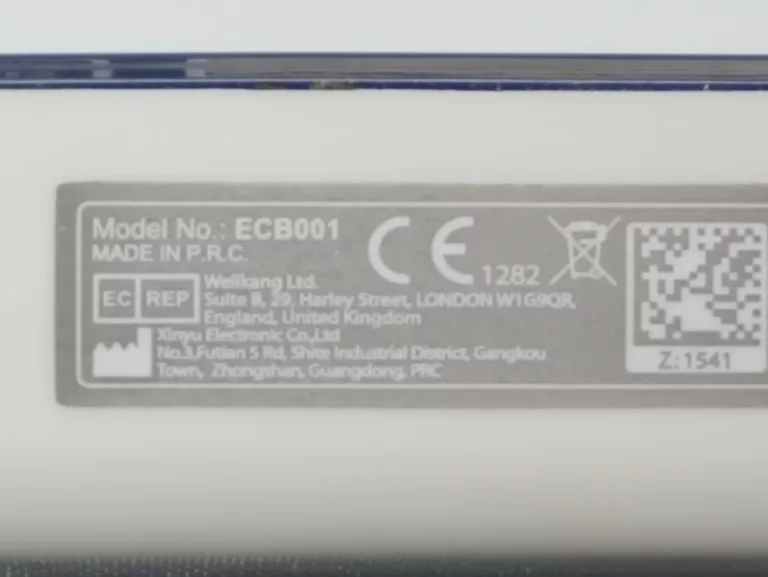 Model No.: ECB001
MADE IN P.R.C.
CE 1282
EC REP
Wellkang Ltd.
Suite B, 29, Harley Street, LONDON W1G9QR,
England, United Kingdom
Xinyu Electronic Co.,Ltd
No.3,Futian 5 Rd, Shite Industrial District, Gangkou
Town, Zhongshan, Guangdong, PRC
Z:1541